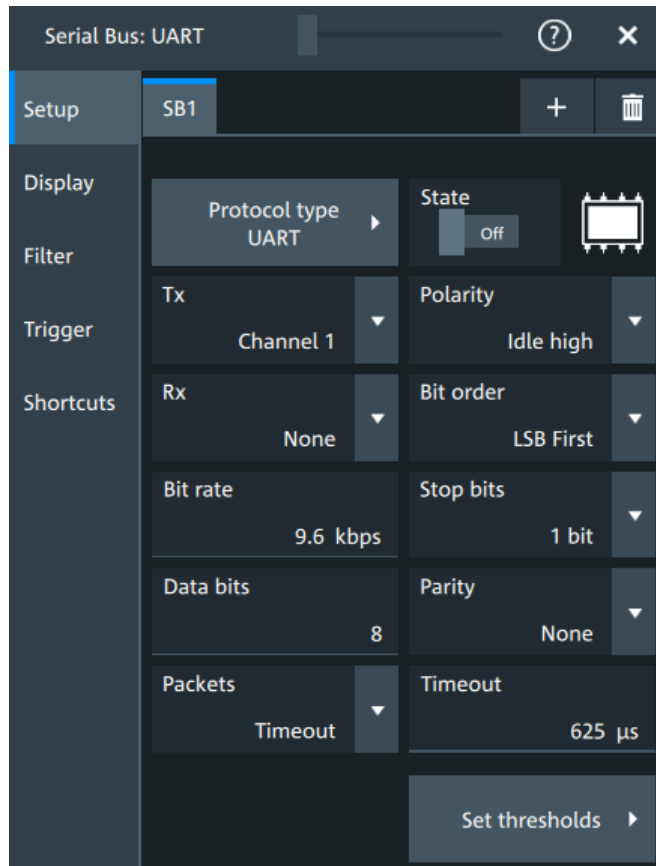 Serial Bus: UART
?
Setup
SB1
+
Display
Filter
Trigger
Shortcuts
Protocol type
UART
State
Off
Tx
Channel 1
Polarity
Idle high
Rx
None
Bit order
LSB First
Bit rate
9.6 kbps
Stop bits
1 bit
Data bits
8
Parity
None
Packets
Timeout
Timeout
625 µs
Set thresholds